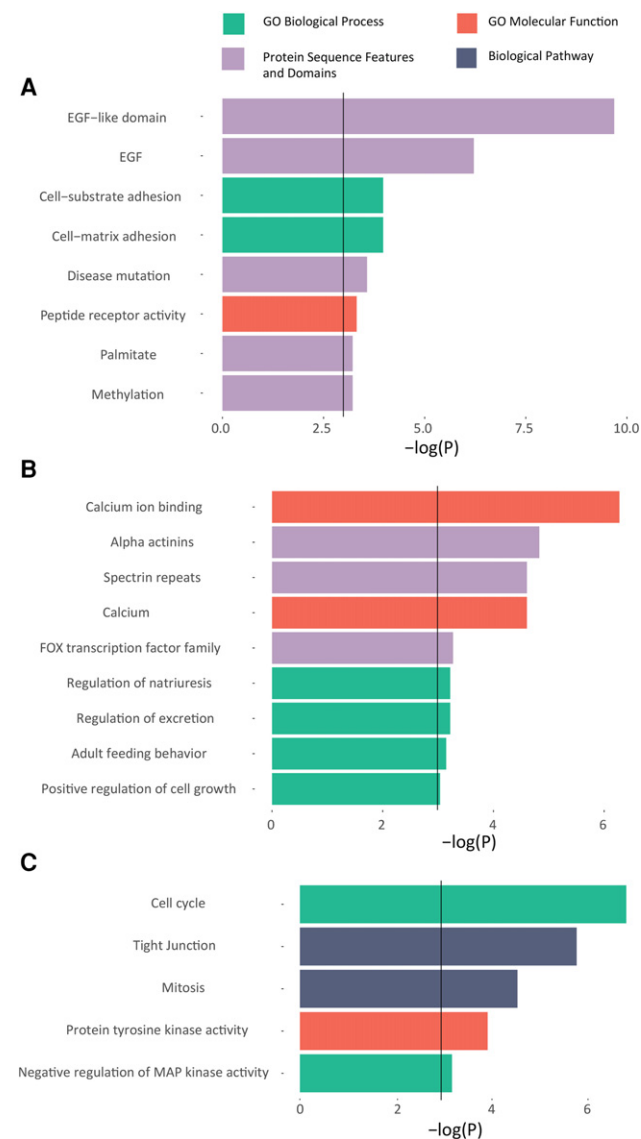 GO Biological Process
GO Molecular Function
Protein Sequence Features
and Domains
Biological Pathway
A
EGF-like domain
EGF
Cell-substrate adhesion
Cell-matrix adhesion
Disease mutation
Peptide receptor activity
Palmitate
Methylation
0.0 2.5 5.0 7.5 10.0
−log(P)
B
Calcium ion binding
Alpha actinins
Spectrin repeats
Calcium
FOX transcription factor family
Regulation of natriuresis
Regulation of excretion
Adult feeding behavior
Positive regulation of cell growth
0 2 4 6
−log(P)
C
Cell cycle
Tight Junction
Mitosis
Protein tyrosine kinase activity
Negative regulation of MAP kinase activity
0 2 4 6
−log(P)